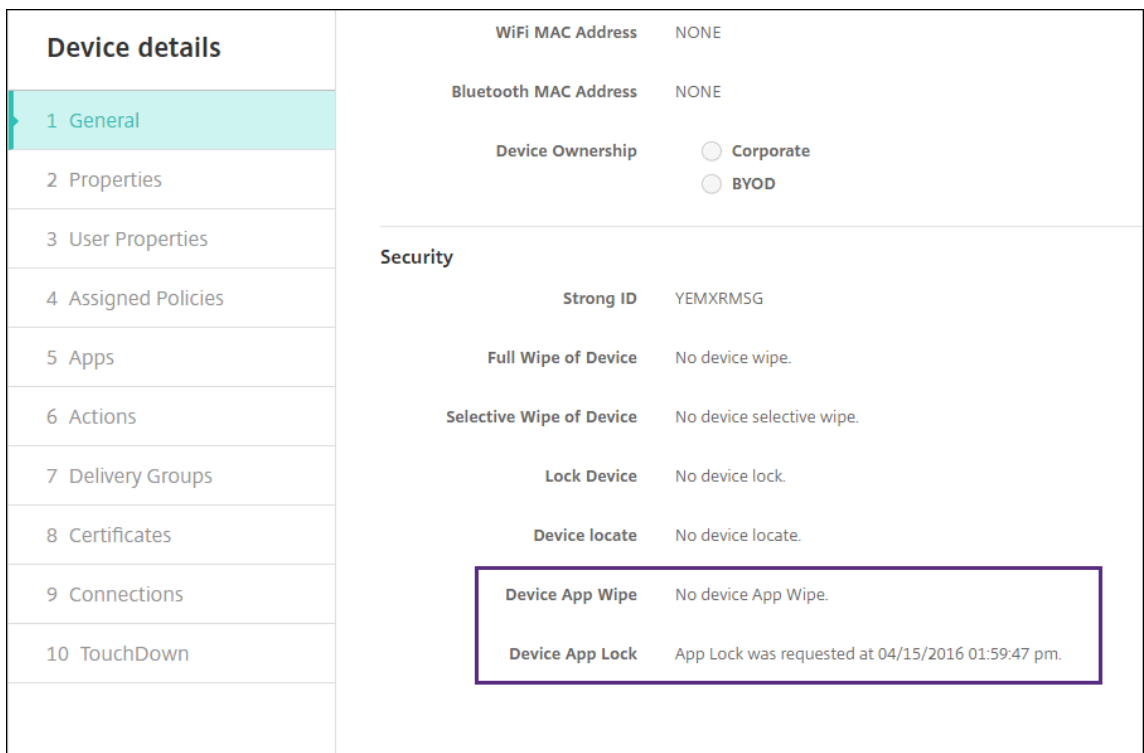 Device details
1 General
2 Properties
3 User Properties
4 Assigned Policies
5 Apps
6 Actions
7 Delivery Groups
8 Certificates
9 Connections
10 TouchDown
WiFi MAC Address NONE
Bluetooth MAC Address NONE
Device Ownership Corporate
BYOD
Security
Strong ID YEMXRMSG
Full Wipe of Device No device wipe.
Selective Wipe of Device No device selective wipe.
Lock Device No device lock.
Device locate No device locate.
Device App Wipe No device App Wipe.
Device App Lock App Lock was requested at 04/15/2016 01:59:47 pm.